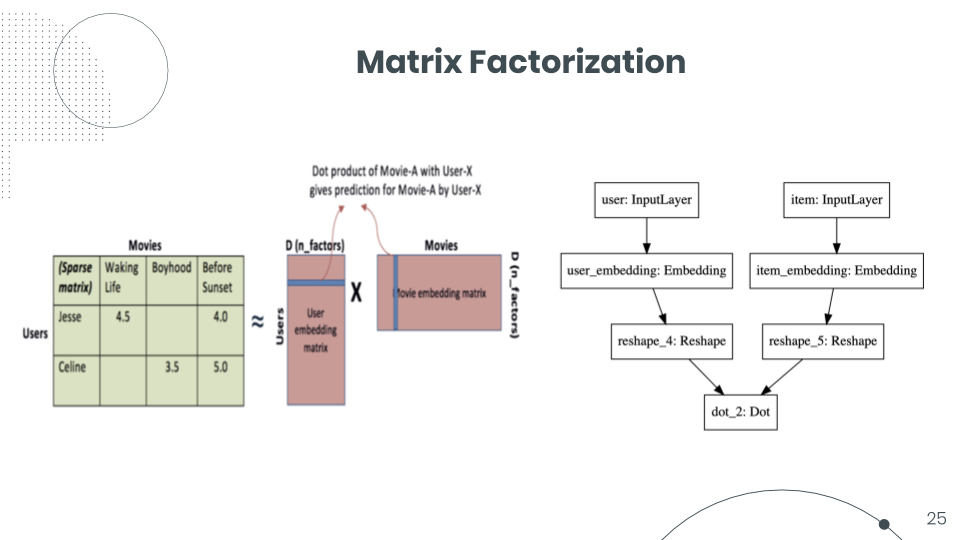 Matrix Factorization
Dot product of Movie-A with User-X
gives prediction for Movie-A by User-X
Movies
(Sparse matrix) Waking Life Boyhood Before Sunset
Users
Jesse 4.5 4.0
Celine 3.5 5.0
≈
D (n_factors)
Users
User
embedding
matrix
X
Movies
Movie embedding matrix
D (n_factors)
user: InputLayer
item: InputLayer
user_embedding: Embedding
item_embedding: Embedding
reshape_4: Reshape
reshape_5: Reshape
dot_2: Dot
25